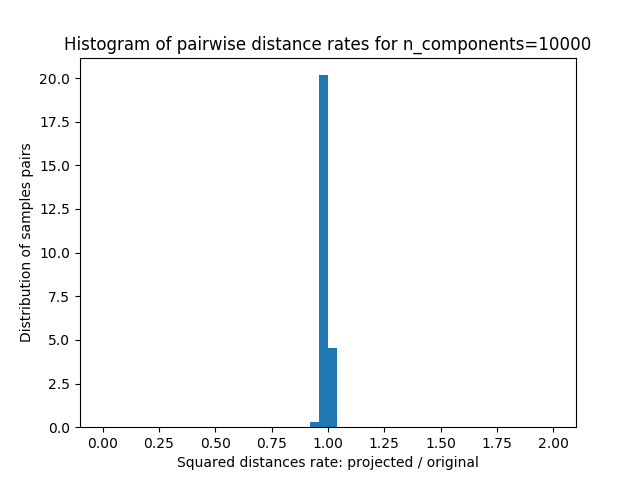 Histogram of pairwise distance rates for n_components=10000
Distribution of samples pairs
20.0
17.5
15.0
12.5
10.0
7.5
5.0
2.5
0.0
0.00 0.25 0.50 0.75 1.00 1.25 1.50 1.75 2.00
Squared distances rate: projected / original